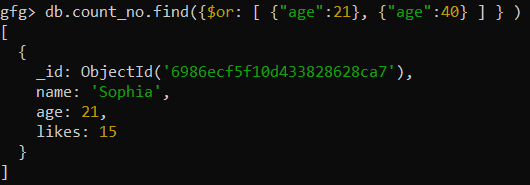 gfg> db.count_no.find({$or: [ {"age":21}, {"age":40} ] } )
[
  {
    _id: ObjectId('6986ecf5f10d433828628ca7'),
    name: 'Sophia',
    age: 21,
    likes: 15
  }
]